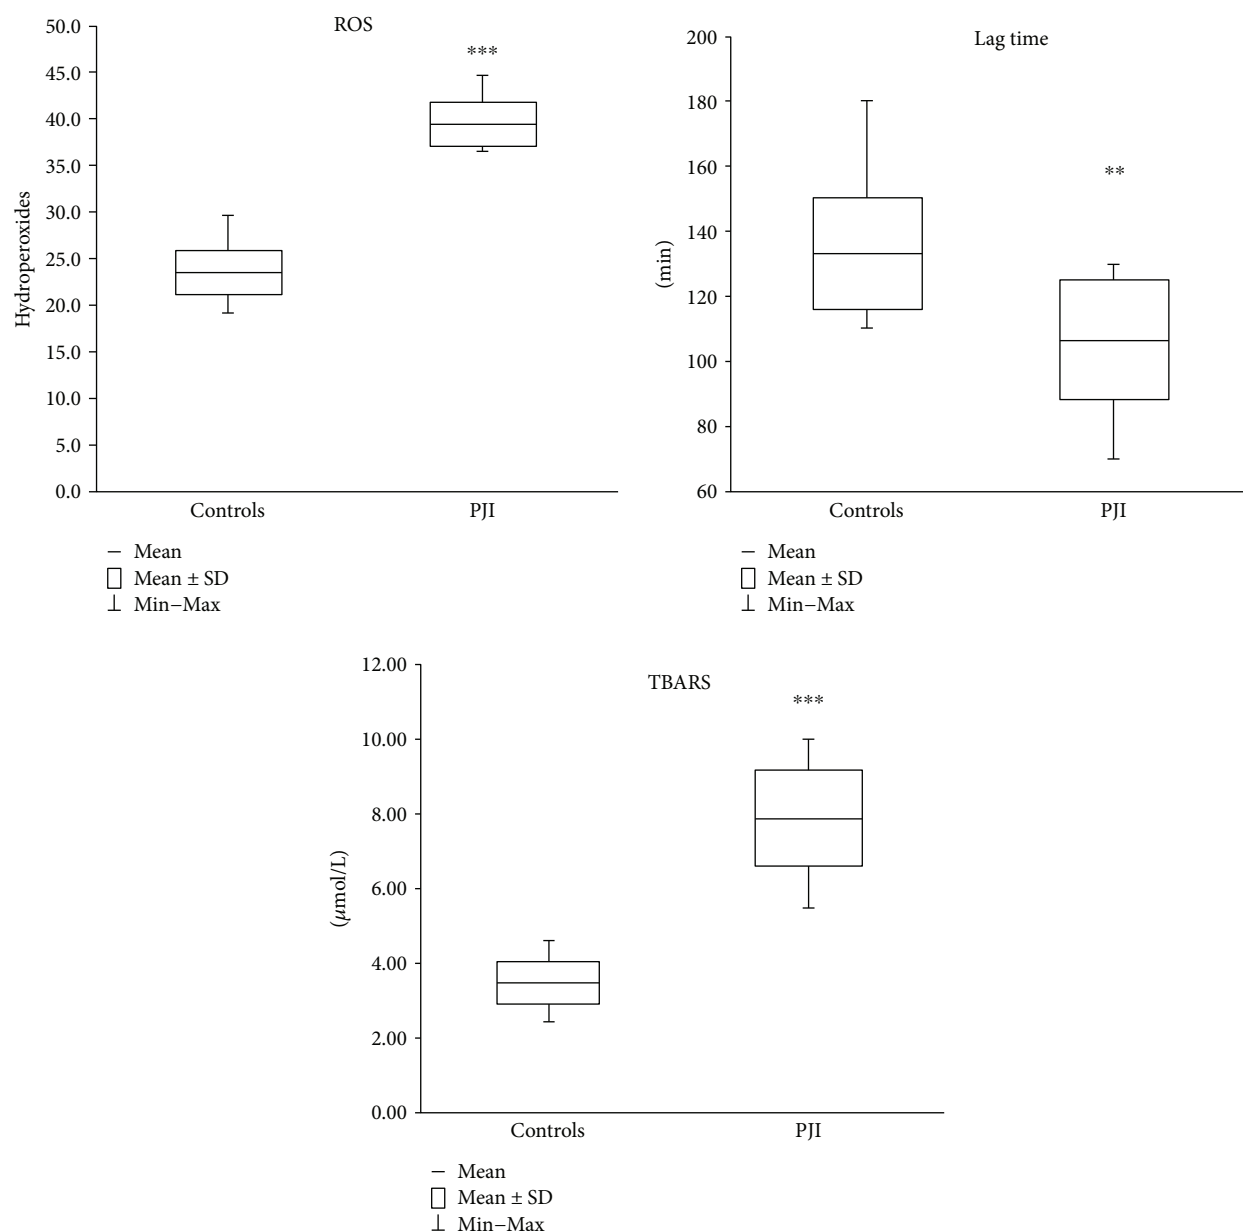 ROS
***
Hydroperoxides
50.0
45.0
40.0
35.0
30.0
25.0
20.0
15.0
10.0
5.0
0.0
Controls PJI
Mean
Mean ± SD
Min–Max
Lag time
**
(min)
200
180
160
140
120
100
80
60
Controls PJI
Mean
Mean ± SD
Min–Max
TBARS
***
(μmol/L)
12.00
10.00
8.00
6.00
4.00
2.00
0.00
Controls PJI
Mean
Mean ± SD
Min–Max